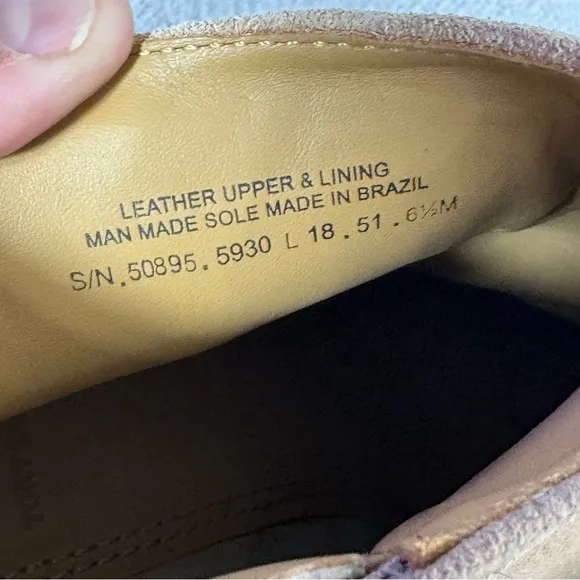 LEATHER UPPER & LINING
MAN MADE SOLE MADE IN BRAZIL
S/N.50895.5930 L 18.51.6½M